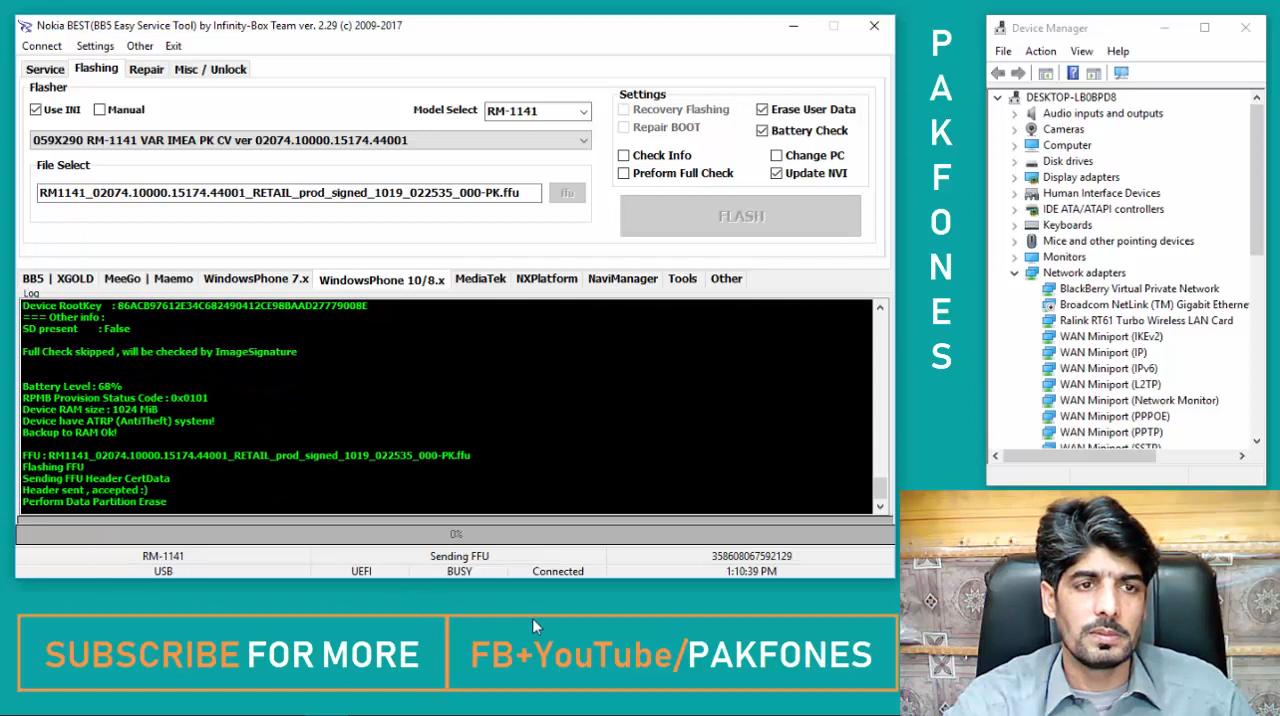 Nokia BEST(BB5 Easy Service Tool) by Infinity-Box Team ver. 2.29 (c) 2009-2017
Connect Settings Other Exit
Service Flashing Repair Misc / Unlock
Flasher
Use INI Manual Model Select RM-1141
059X290 RM-1141 VAR IMEA PK CV ver 02074.10000.15174.44001
File Select
RM1141_02074.10000.15174.44001_RETAIL_prod_signed_1019_022535_000-PK.ffu ffu
Settings
Recovery Flashing Erase User Data
Repair BOOT Battery Check
Check Info Change PC
Preform Full Check Update NVI
FLASH
BB5 | XGOLD MeeGo | Maemo WindowsPhone 7.x WindowsPhone 10/8.x MediaTek NXPlatform NaviManager Tools Other
Log
Device RootKey : 86ACB97612E34C682490412CE98BAAD27779008E
=== Other info :
SD present : False
Full Check skipped , will be checked by ImageSignature
Battery Level : 68%
RPMB Provision Status Code : 0x0101
Device RAM size : 1024 MiB
Device have ATRP (AntiTheft) system!
Backup to RAM Ok!
FFU : RM1141_02074.10000.15174.44001_RETAIL_prod_signed_1019_022535_000-PK.ffu
Flashing FFU
Sending FFU Header CertData
Header sent , accepted :)
Perform Data Partition Erase
0%
RM-1141 Sending FFU 358608067592129
USB UEFI BUSY Connected 1:10:39 PM
SUBSCRIBE FOR MORE
FB+YouTube/PAKFONES
P
A
K
F
O
N
E
S
Device Manager
File Action View Help
DESKTOP-LB0BPD8
Audio inputs and outputs
Cameras
Computer
Disk drives
Display adapters
Human Interface Devices
IDE ATA/ATAPI controllers
Keyboards
Mice and other pointing devices
Monitors
Network adapters
BlackBerry Virtual Private Network
Broadcom NetLink (TM) Gigabit Etherne
Ralink RT61 Turbo Wireless LAN Card
WAN Miniport (IKEv2)
WAN Miniport (IP)
WAN Miniport (IPv6)
WAN Miniport (L2TP)
WAN Miniport (Network Monitor)
WAN Miniport (PPPOE)
WAN Miniport (PPTP)
WAN Miniport (SSTP)